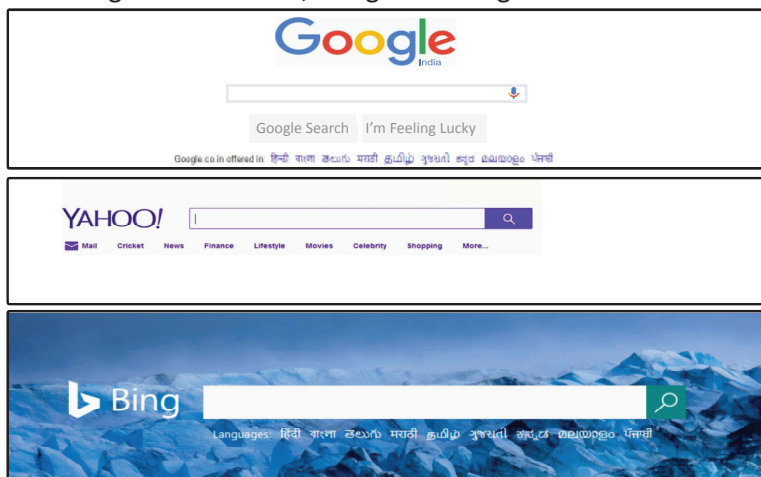 Google
India
Google Search I'm Feeling Lucky
Google.co.in offered in: हिन्दी বাংলা తెలుగు मराठी தமிழ் ગુજરાતી ಕನ್ನಡ മലയാളം ਪੰਜਾਬੀ
YAHOO!
Mail Cricket News Finance Lifestyle Movies Celebrity Shopping More...
Bing
Languages: हिंदी বাংলা తెలుగు मराठी தமிழ் ગુજરાતી ಕನ್ನಡ മലയാളം ਪੰਜਾਬੀ